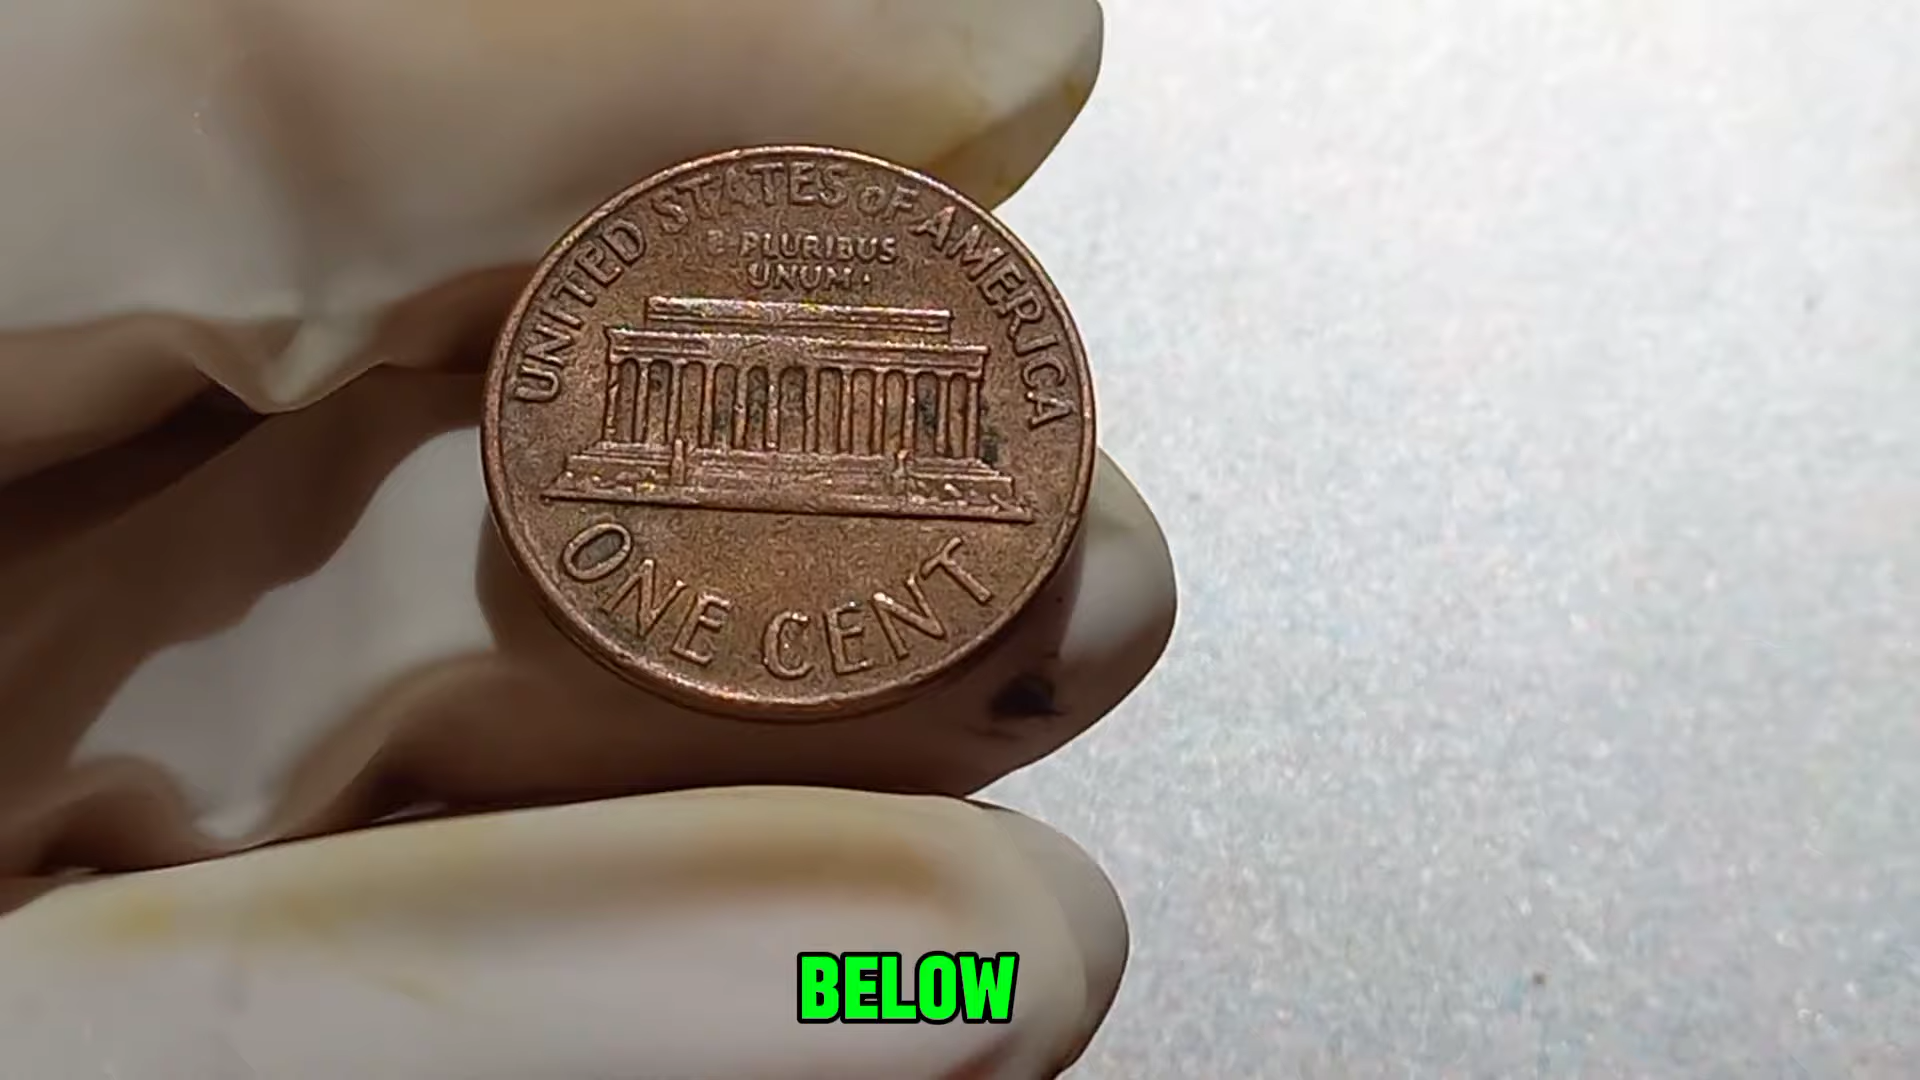 UNITED STATES OF AMERICA
E PLURIBUS
UNUM
ONE CENT
BELOW